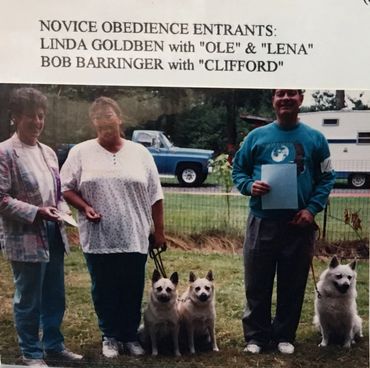 NOVICE OBEDIENCE ENTRANTS:
LINDA GOLDBEN with "OLE" & "LENA"
BOB BARRINGER with "CLIFFORD"